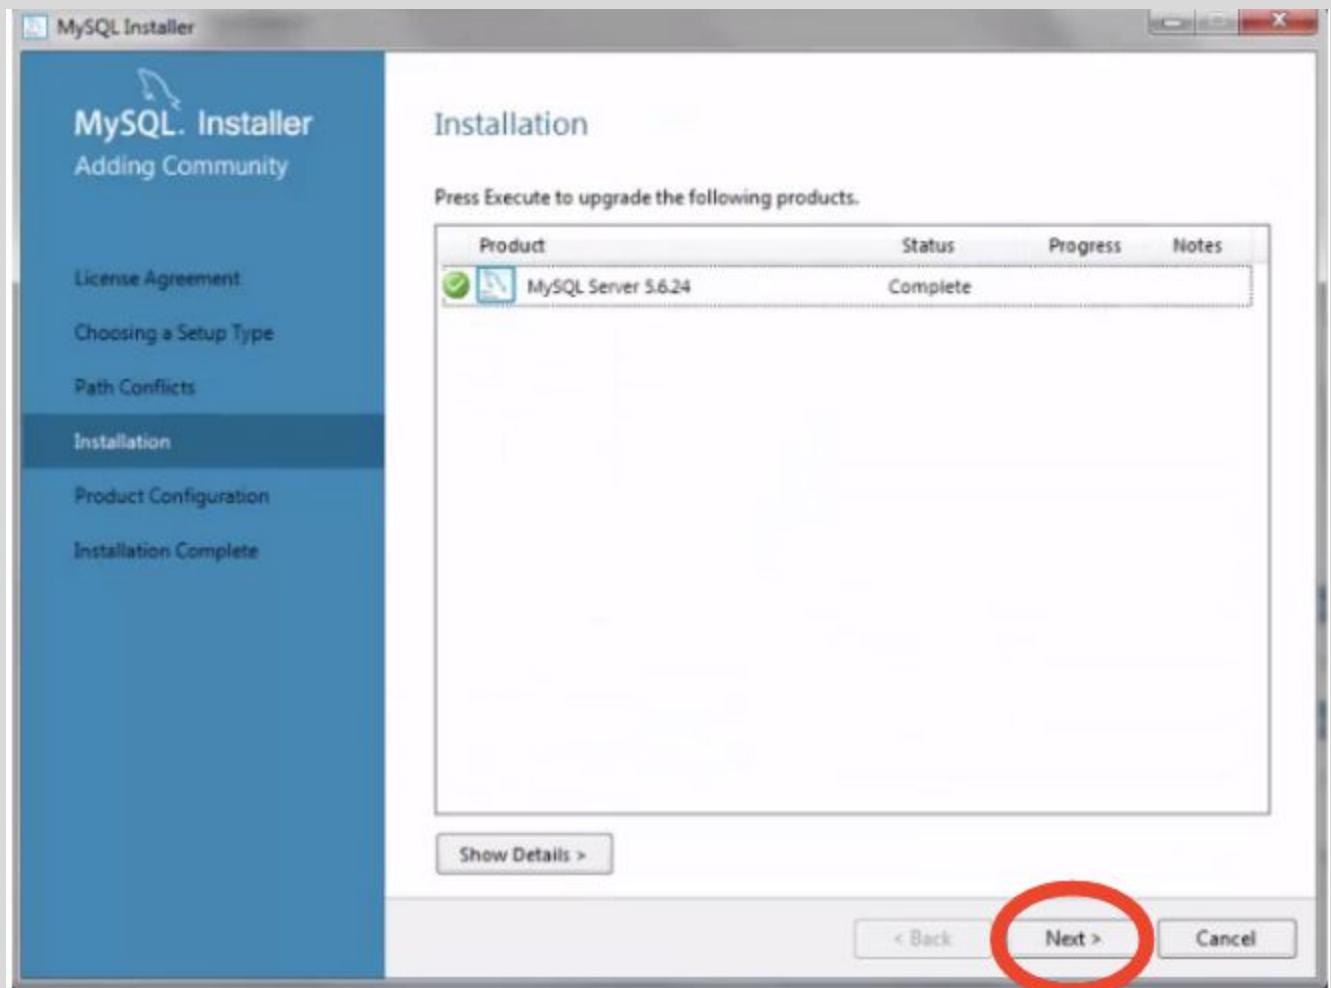 MySQL Installer
MySQL. Installer
Adding Community
License Agreement
Choosing a Setup Type
Path Conflicts
Installation
Product Configuration
Installation Complete
Installation
Press Execute to upgrade the following products.
Product Status Progress Notes
MySQL Server 5.6.24 Complete
Show Details >
< Back Next > Cancel